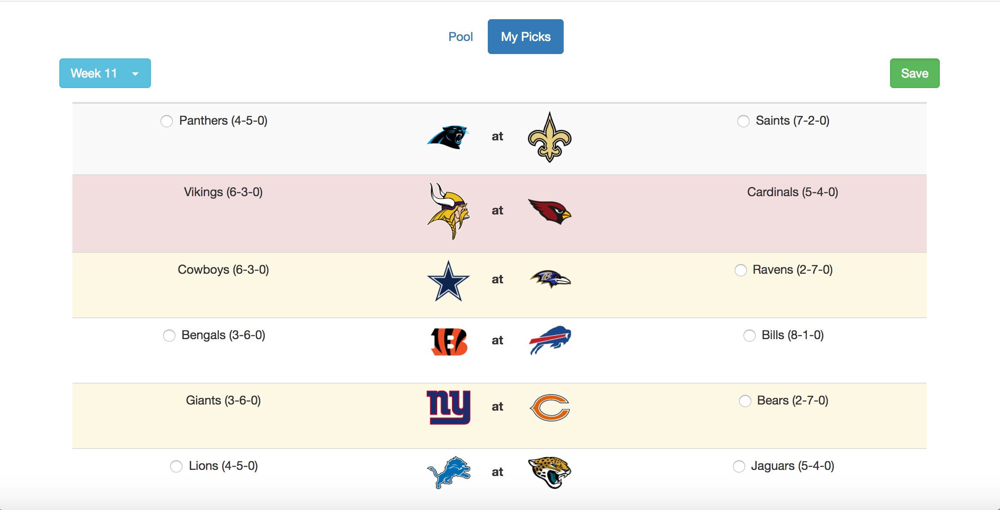 Pool My Picks
Week 11 Save
Panthers (4-5-0) at Saints (7-2-0)
Vikings (6-3-0) at Cardinals (5-4-0)
Cowboys (6-3-0) at B Ravens (2-7-0)
Bengals (3-6-0) B at Bills (8-1-0)
Giants (3-6-0) ny at C Bears (2-7-0)
Lions (4-5-0) at Jaguars (5-4-0)